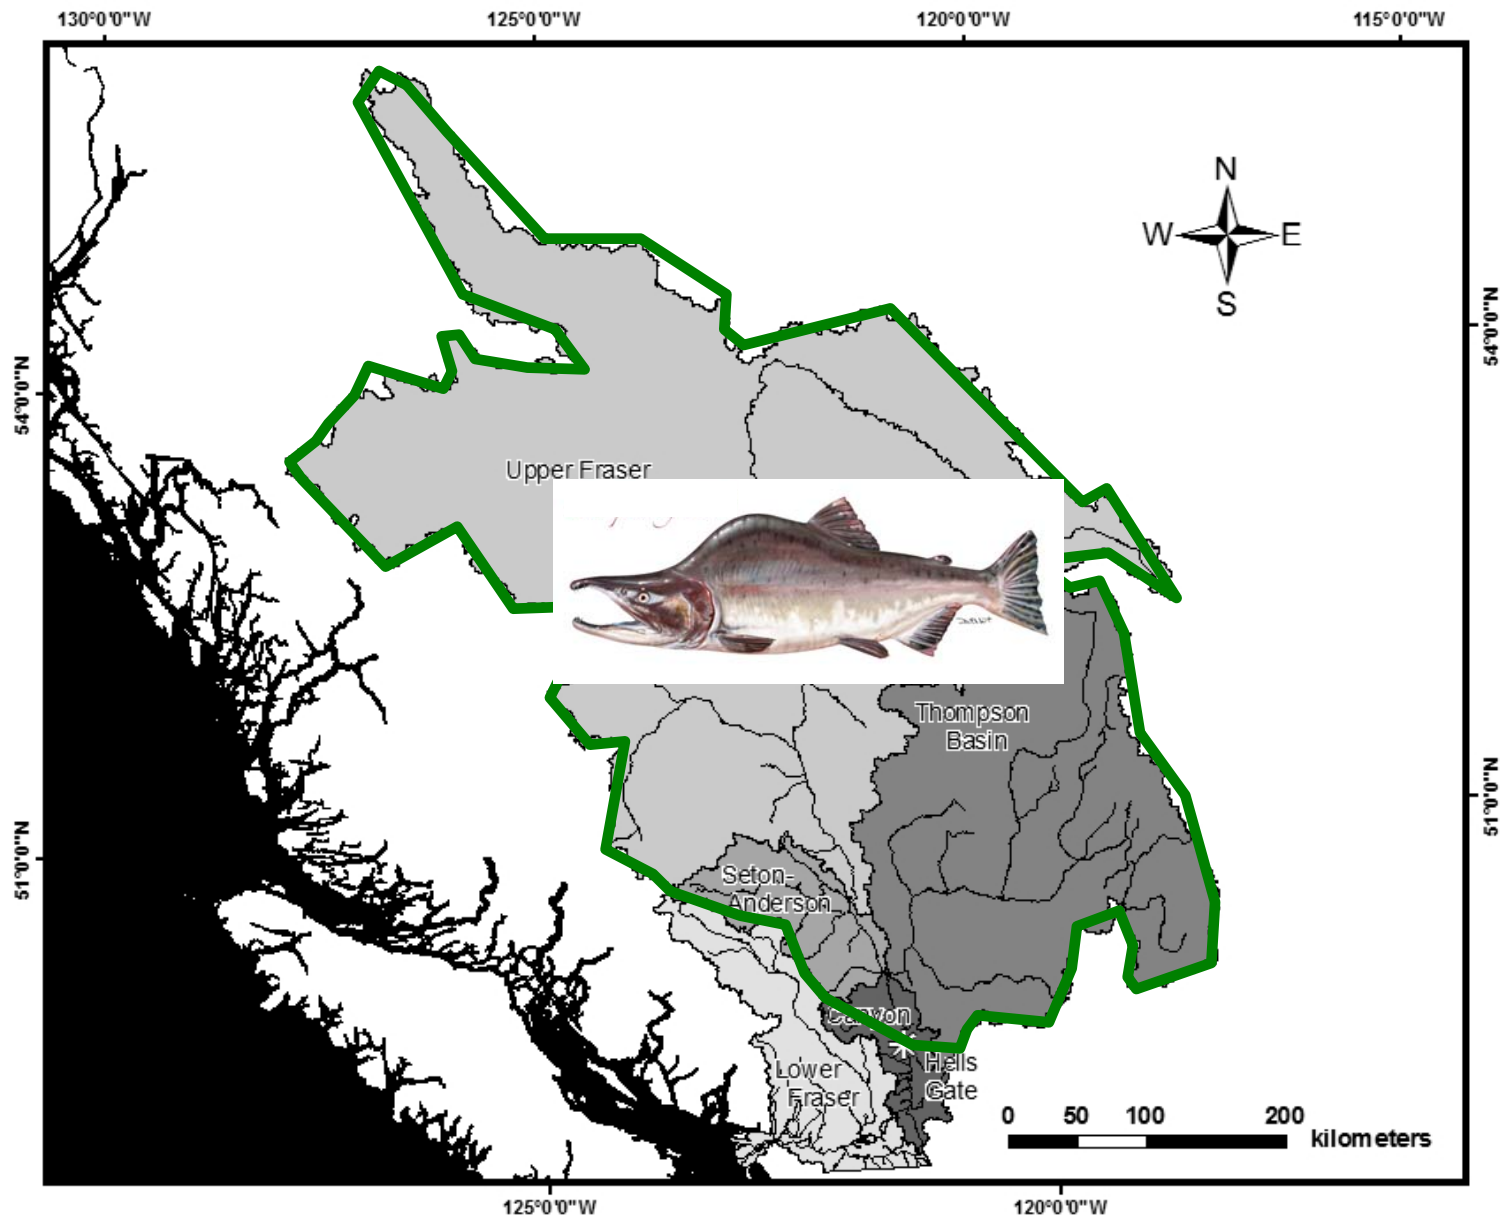 130°0'0"W 125°0'0"W 120°0'0"W 115°0'0"W
N
W E
S
54°0'0"N
54°0'0"N
Upper Fraser
Thompson
Basin
51°0'0"N
51°0'0"N
Seton-
Anderson
Canyon
Hells
Gate
Lower
Fraser
0 50 100 200
kilometers
125°0'0"W 120°0'0"W